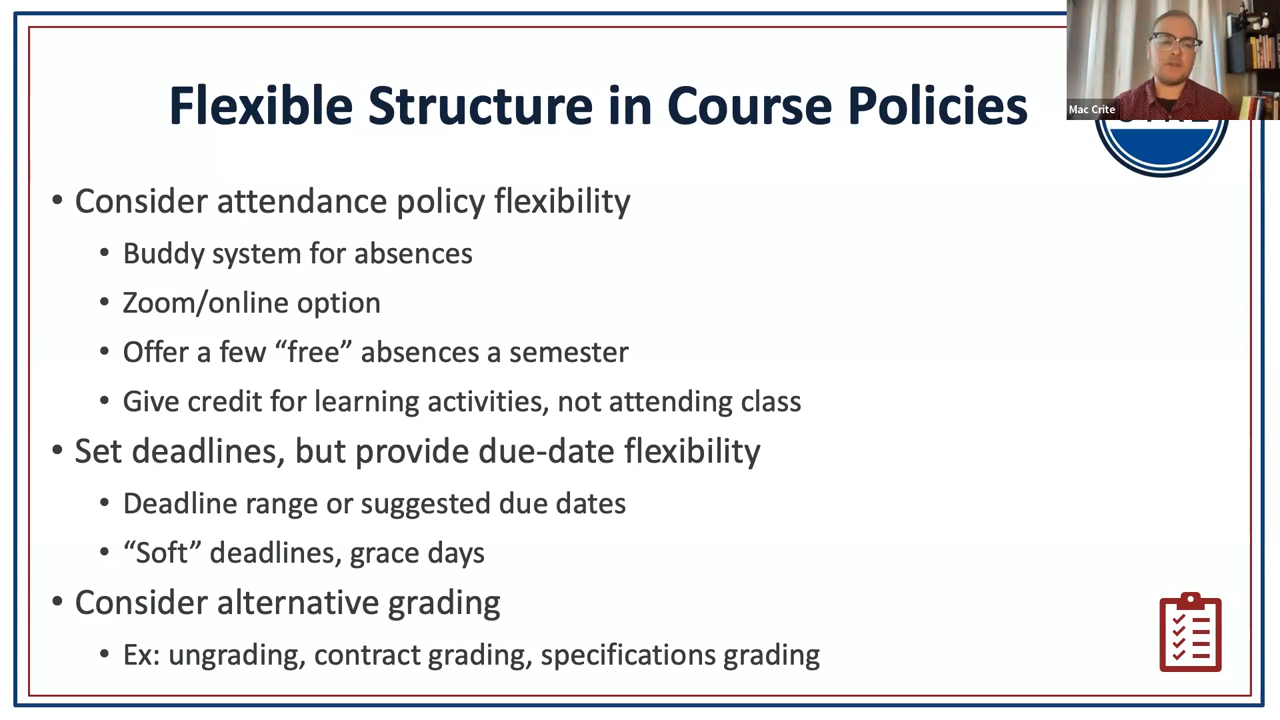 Flexible Structure in Course Policies
Mac Crite
• Consider attendance policy flexibility
• Buddy system for absences
• Zoom/online option
• Offer a few “free” absences a semester
• Give credit for learning activities, not attending class
• Set deadlines, but provide due-date flexibility
• Deadline range or suggested due dates
• “Soft” deadlines, grace days
• Consider alternative grading
• Ex: ungrading, contract grading, specifications grading